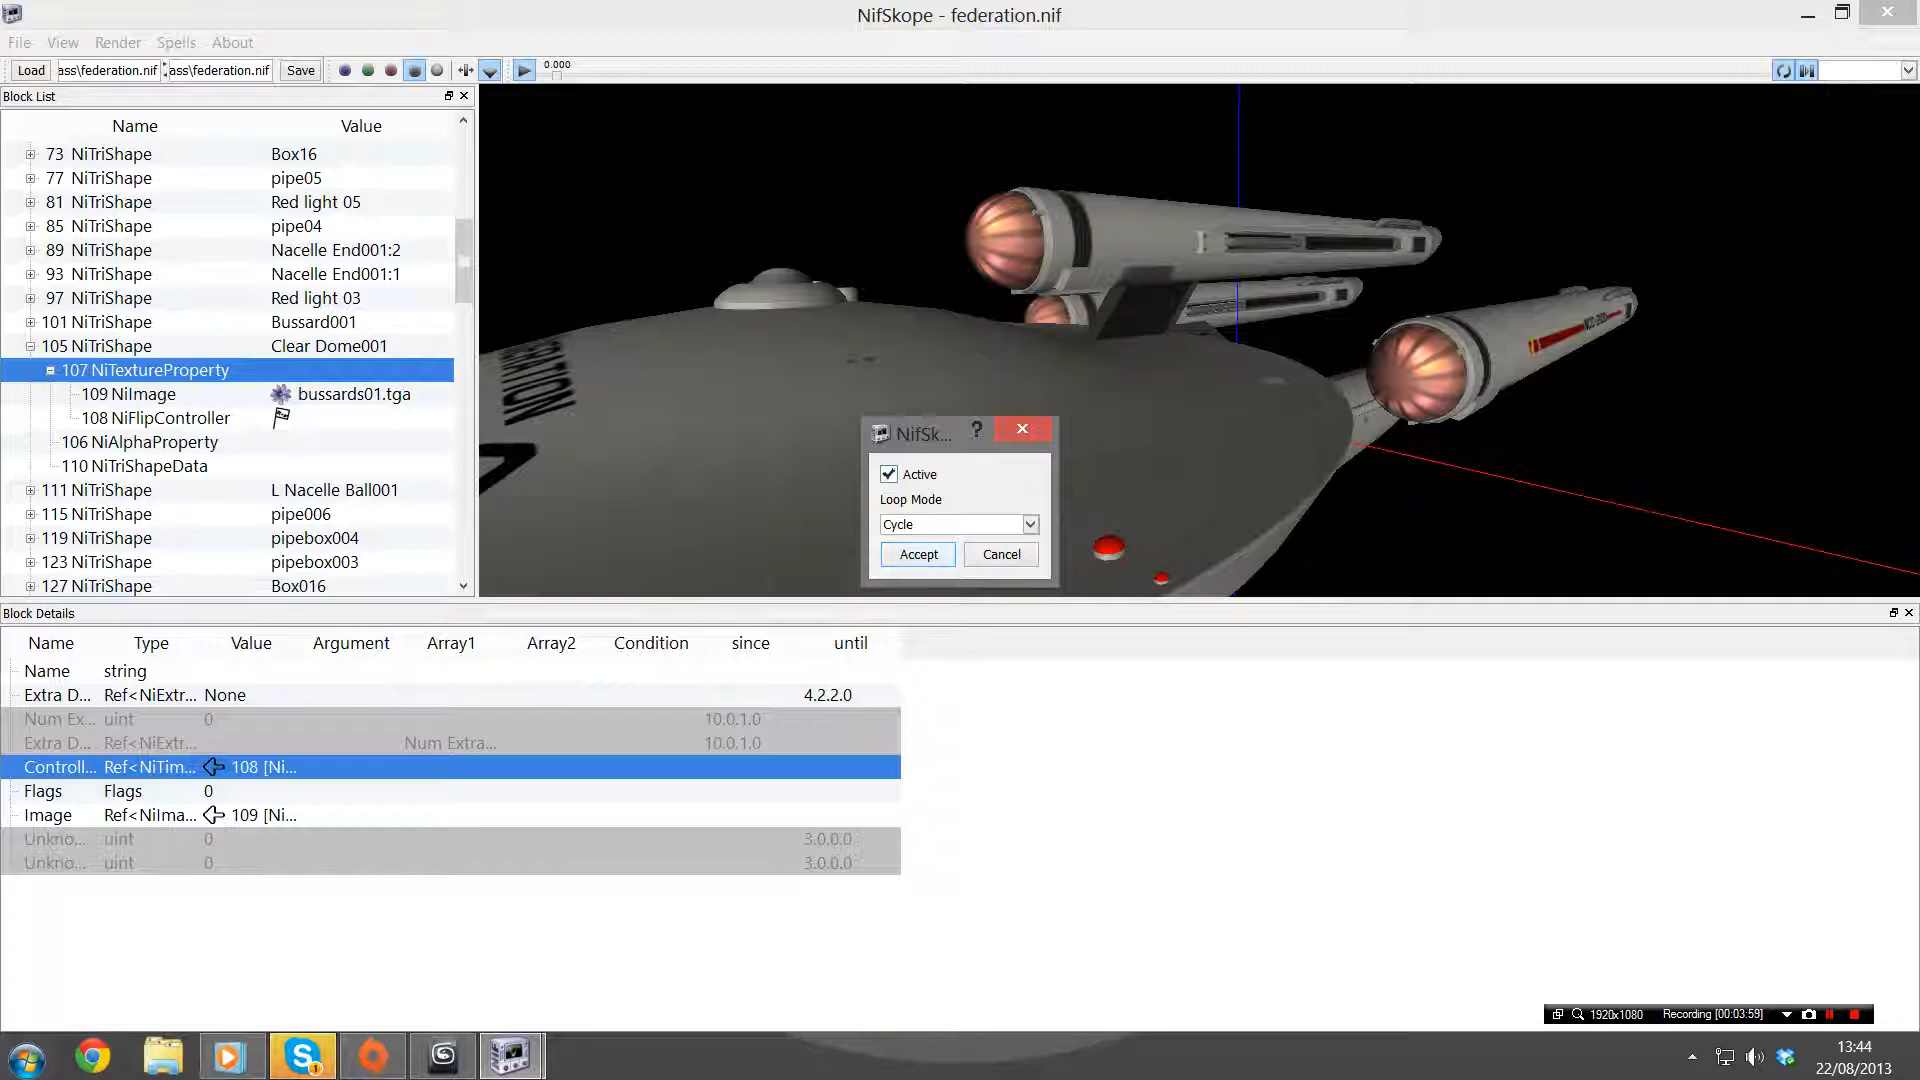 NifSkope - federation.nif
File View Render Spells About
Load ass\federation.nif ass\federation.nif Save 0.000
Block List
Name Value
73 NiTriShape Box16
77 NiTriShape pipe05
81 NiTriShape Red light 05
85 NiTriShape pipe04
89 NiTriShape Nacelle End001:2
93 NiTriShape Nacelle End001:1
97 NiTriShape Red light 03
101 NiTriShape Bussard001
105 NiTriShape Clear Dome001
107 NiTextureProperty
109 NiImage bussards01.tga
108 NiFlipController
106 NiAlphaProperty
110 NiTriShapeData
111 NiTriShape L Nacelle Ball001
115 NiTriShape pipe006
119 NiTriShape pipebox004
123 NiTriShape pipebox003
127 NiTriShape Box016
NifSk... ?
Active
Loop Mode
Cycle
Accept Cancel
Block Details
Name Type Value Argument Array1 Array2 Condition since until
Name string
Extra D... Ref<NiExtr... None 4.2.2.0
Num Ex... uint 0 10.0.1.0
Extra D... Ref<NiExtr... Num Extra... 10.0.1.0
Controll... Ref<NiTim... 108 [Ni...
Flags Flags 0
Image Ref<NiIma... 109 [Ni...
Unkno... uint 0 3.0.0.0
Unkno... uint 0 3.0.0.0
1920x1080 Recording [00:03:59]
13:44
22/08/2013